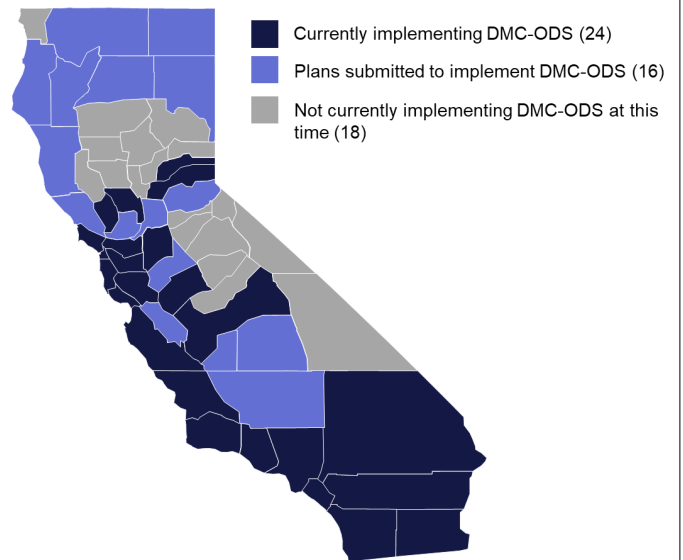 Currently implementing DMC-ODS (24)
Plans submitted to implement DMC-ODS (16)
Not currently implementing DMC-ODS at this
time (18)